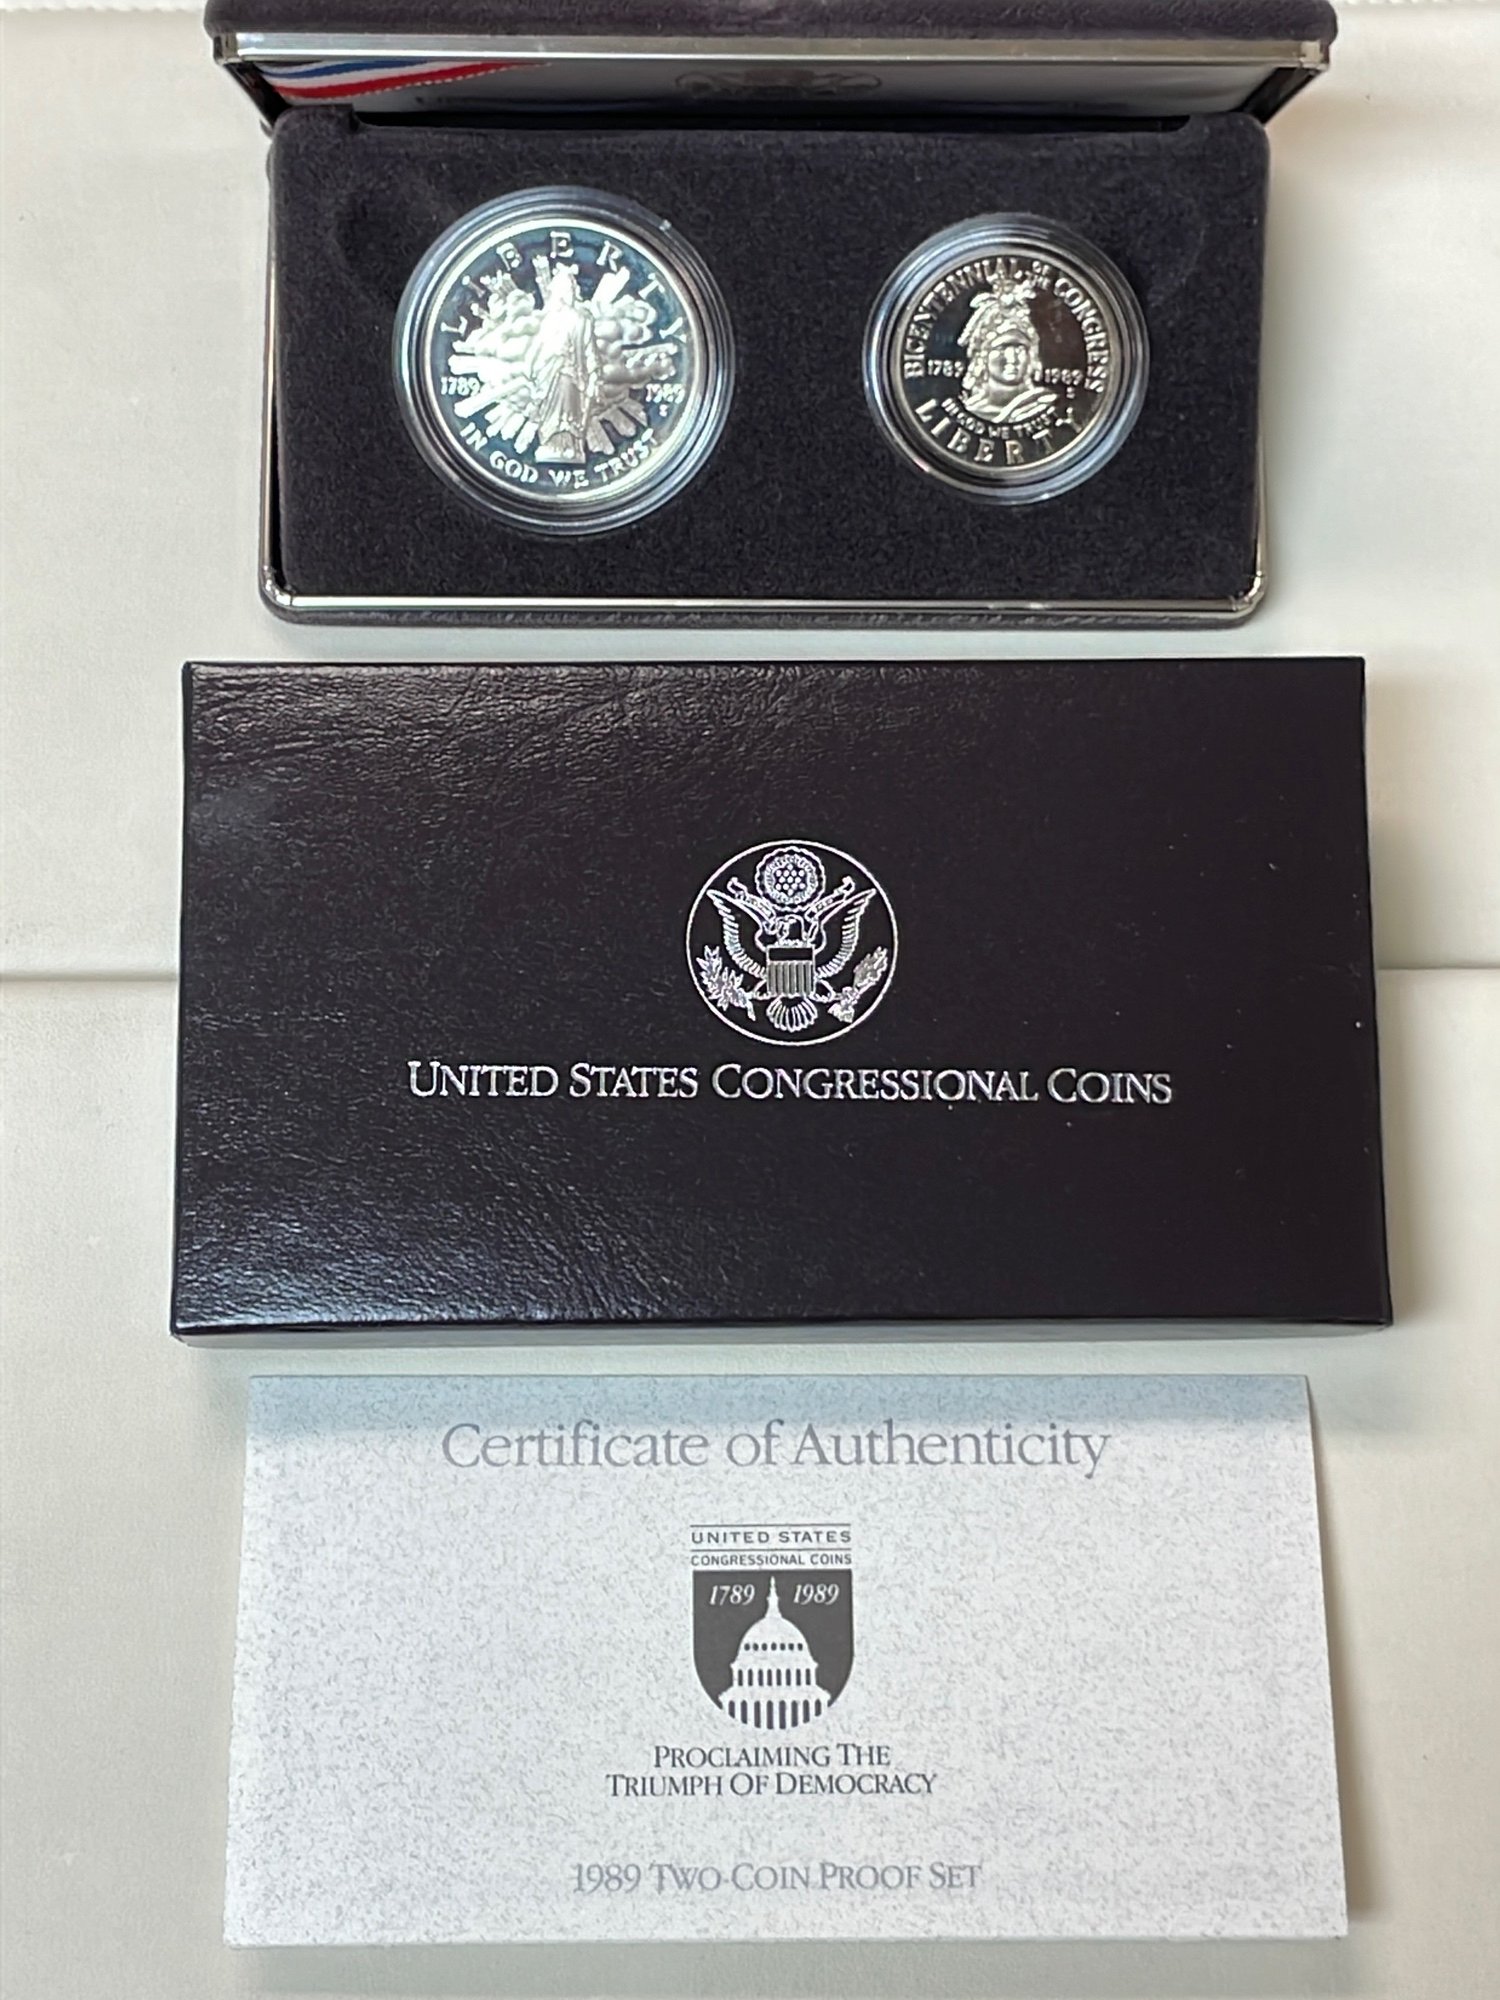 LIBERTY
1789 1989
S
IN GOD WE TRUST
BICENTENNIAL OF THE CONGRESS
1789 1989
S
IN GOD WE TRUST
LIBERTY
UNITED STATES CONGRESSIONAL COINS
Certificate of Authenticity
UNITED STATES
CONGRESSIONAL COINS
1789 1989
PROCLAIMING THE
TRIUMPH OF DEMOCRACY
1989 TWO-COIN PROOF SET